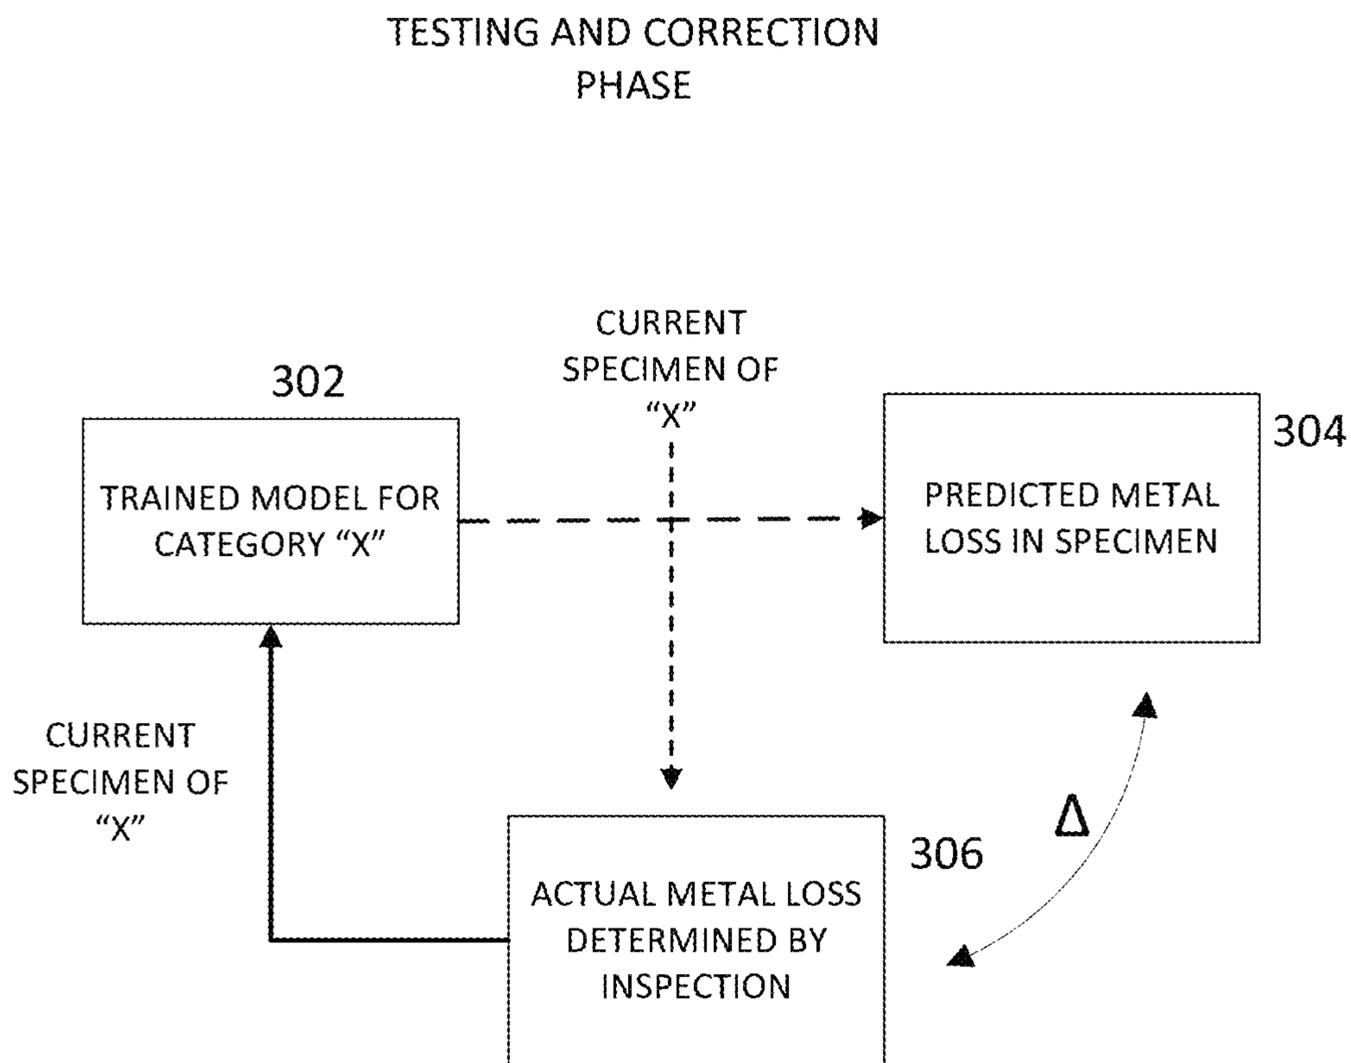 TESTING AND CORRECTION
PHASE
CURRENT
SPECIMEN OF
“X”
302
304
TRAINED MODEL FOR
CATEGORY “X”
PREDICTED METAL
LOSS IN SPECIMEN
CURRENT
SPECIMEN OF
“X”
Δ
306
ACTUAL METAL LOSS
DETERMINED BY
INSPECTION